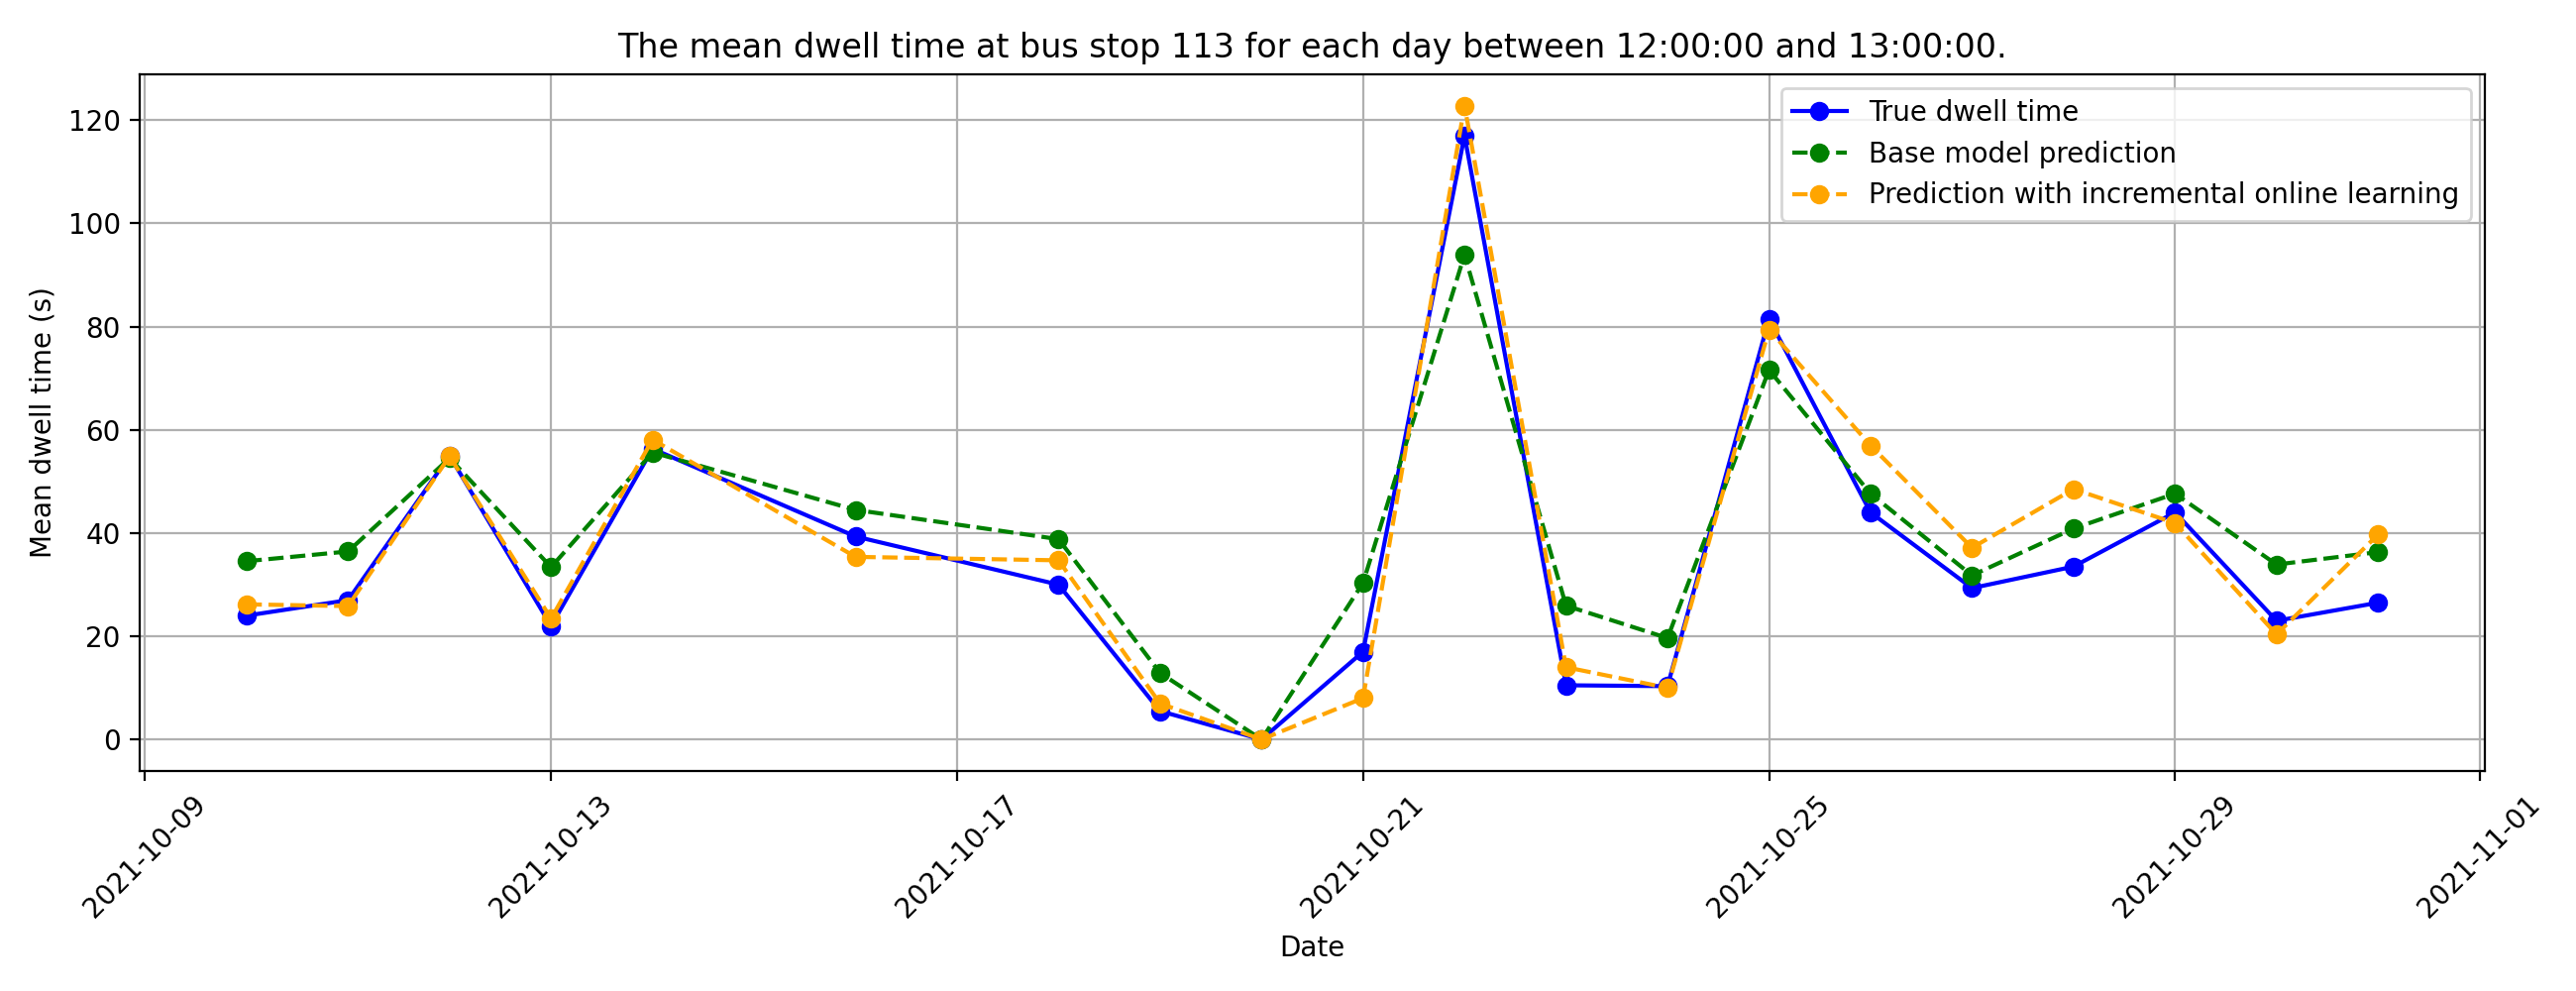 The mean dwell time at bus stop 113 for each day between 12:00:00 and 13:00:00.
True dwell time
Base model prediction
Prediction with incremental online learning
Mean dwell time (s)
120
100
80
60
40
20
0
2021-10-09
2021-10-13
2021-10-17
2021-10-21
2021-10-25
2021-10-29
2021-11-01
Date